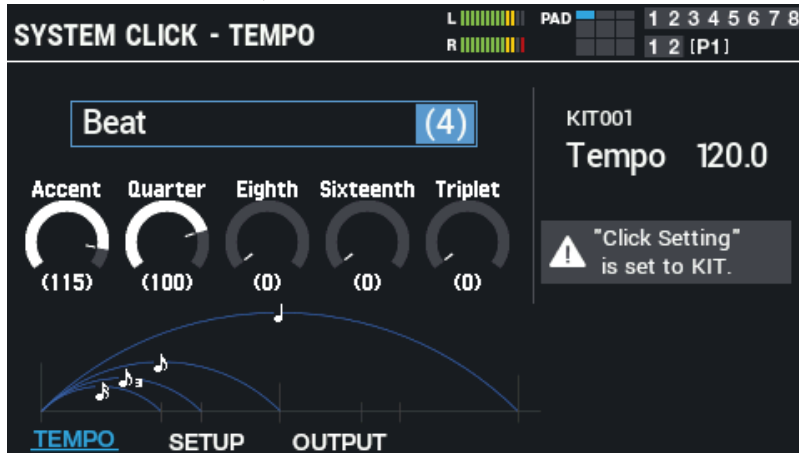 SYSTEM CLICK - TEMPO
L
R
PAD
1 2 3 4 5 6 7 8
1 2 [P1]
Beat (4)
KIT001
Tempo 120.0
Accent Quarter Eighth Sixteenth Triplet
(115) (100) (0) (0) (0)
"Click Setting"
is set to KIT.
3
TEMPO SETUP OUTPUT